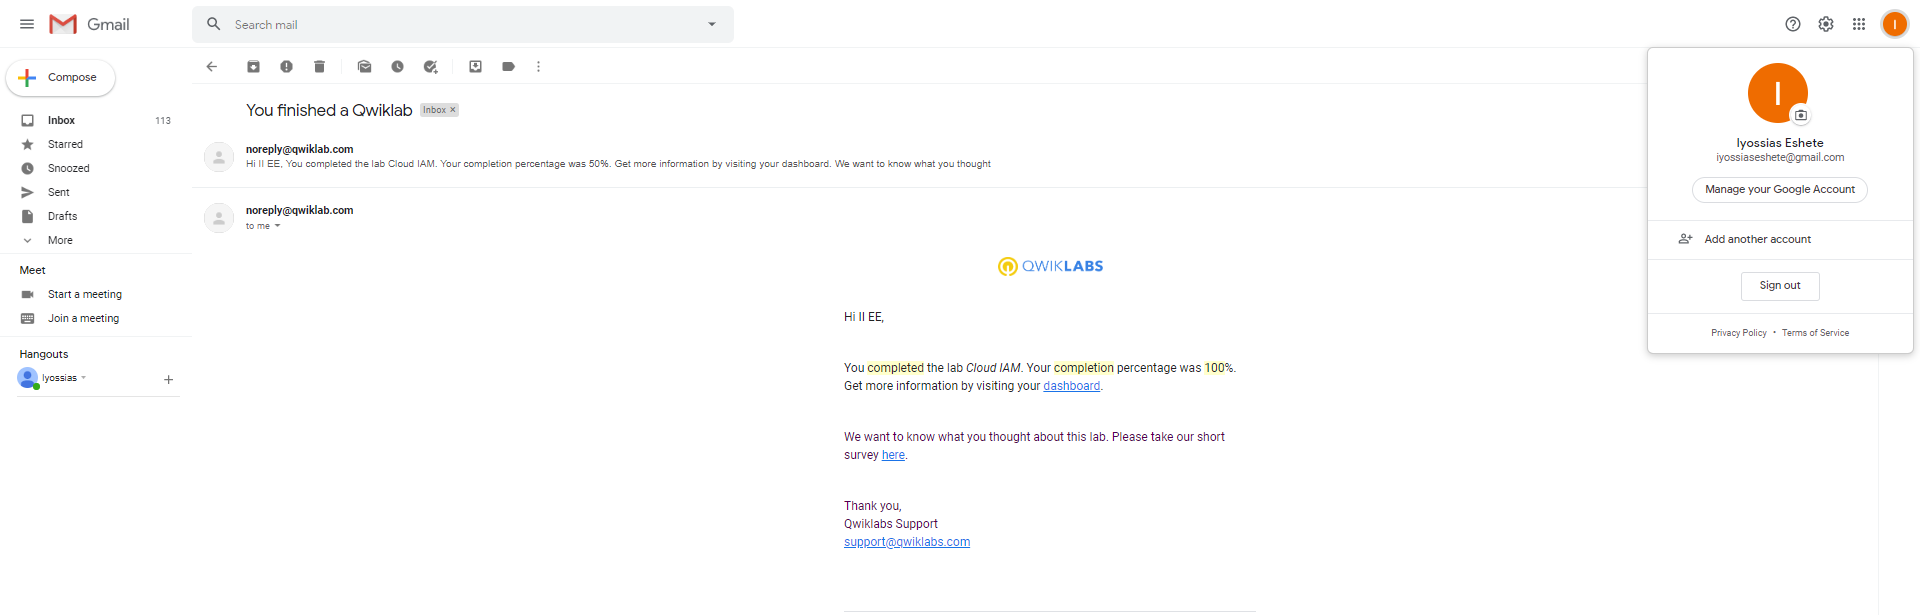 Gmail
Search mail
I
Compose
Inbox 113
Starred
Snoozed
Sent
Drafts
More
Meet
Start a meeting
Join a meeting
Hangouts
Iyossias
You finished a Qwiklab Inbox ×
noreply@qwiklab.com
Hi II EE, You completed the lab Cloud IAM. Your completion percentage was 50%. Get more information by visiting your dashboard. We want to know what you thought
noreply@qwiklab.com
to me
QWIKLABS
Hi II EE,
You completed the lab Cloud IAM. Your completion percentage was 100%.
Get more information by visiting your dashboard.
We want to know what you thought about this lab. Please take our short
survey here.
Thank you,
Qwiklabs Support
support@qwiklabs.com
I
Iyossias Eshete
iyossiaseshete@gmail.com
Manage your Google Account
Add another account
Sign out
Privacy Policy • Terms of Service